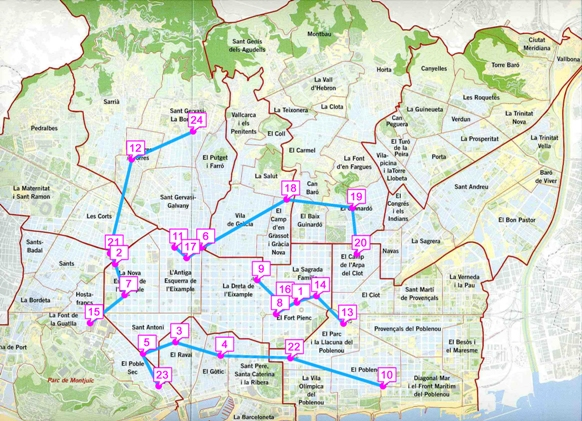 Montbau
Ciutat
Meridiana
Vallbona
Sant Genís
dels Agudells
Canyelles
Torre Baró
Horta
La Vall
d'Hebron
Les Roquetes
Sarrià
La Teixonera
La Clota
La Guineueta
La Trinitat
Nova
Sant Gervasi-
La Bo
24
Vallcarca
i els
Penitents
Can
Peguera
Verdun
Pedralbes
El Coll
El Turó
de la
Peira
La Prosperitat
La Trinitat
Vella
12
El Carmel
El Putget
i Farró
La Font
d'en Fargues
Vila-
picina i
la Torre
Llobeta
Porta
Baró
de Viver
La Salut
Can
Baró
Sant Andreu
La Maternitat
i Sant Ramon
18
19
Sant Gervasi-
Galvany
El Guinardó
El Congrés
i els
Indians
Les Corts
Vila
de Gràcia
El
Camp
d'en
Grassot
i Gràcia
Nova
El Baix
Guinardó
El Bon Pastor
21
11
6
La Sagrera
Sants-
Badal
2
17
20
Navas
Sants
El Camp
de l'Arpa
del Clot
La Nova
Es
7
L'Antiga
Esquerra de
l'Eixample
9
La Sagrada
Família
La Verneda
i la Pau
La Bordeta
Hosta-
francs
La Dreta de
l'Eixample
16
1
14
El Clot
Sant Martí
de Provençals
15
8
La Font de
la Guatlla
El Fort Pienc
13
Sant Antoni
3
El Parc
i la Llacuna del
Poblenou
Provençals del Poblenou
El Besòs i
el Maresme
na de Port
5
El Raval
4
22
El Poble
Sec
El Gòtic
Sant Pere,
Santa Caterina
i la Ribera
El Poblen
10
Parc de Montjuïc
23
La Vila
Olímpica
del
Poblenou
Diagonal Mar
i el Front Marítim
del Poblenou
La Barceloneta